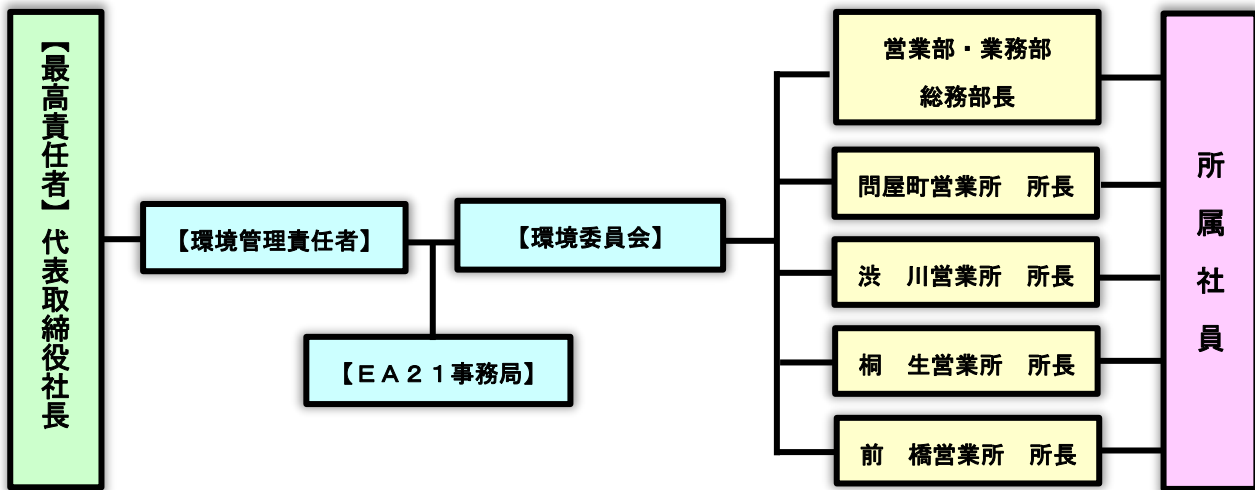 【最高責任者】代表取締役社長
【環境管理責任者】
【環境委員会】
【ＥＡ２１事務局】
営業部・業務部
総務部長
問屋町営業所　所長
渋　川営業所　所長
桐　生営業所　所長
前　橋営業所　所長
所属社員